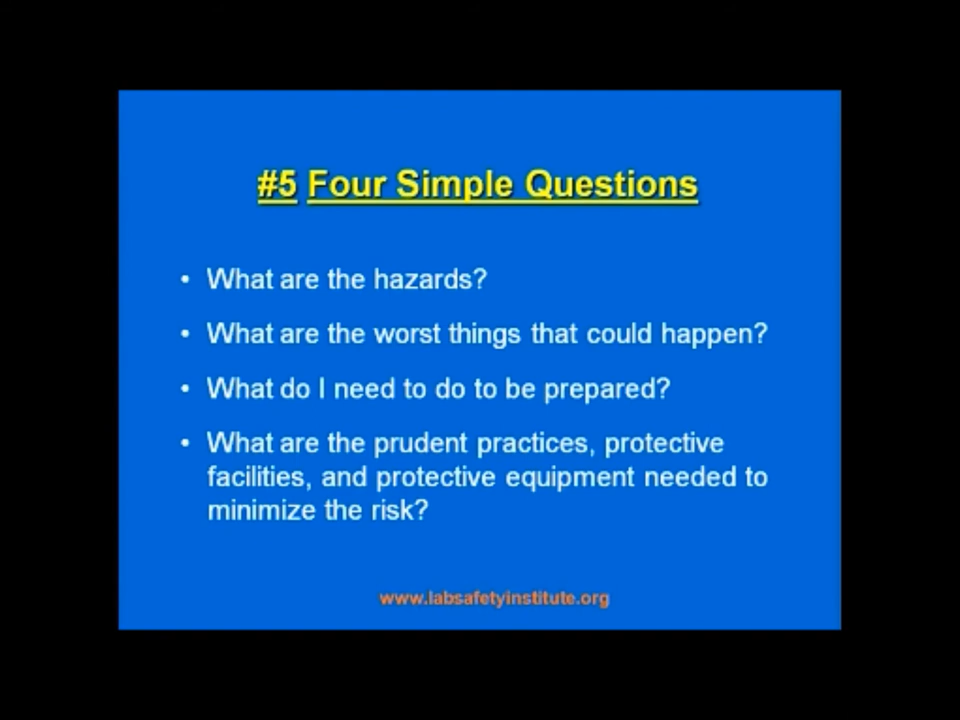 #5 Four Simple Questions
• What are the hazards?
• What are the worst things that could happen?
• What do I need to do to be prepared?
• What are the prudent practices, protective
facilities, and protective equipment needed to
minimize the risk?
www.labsafetyinstitute.org